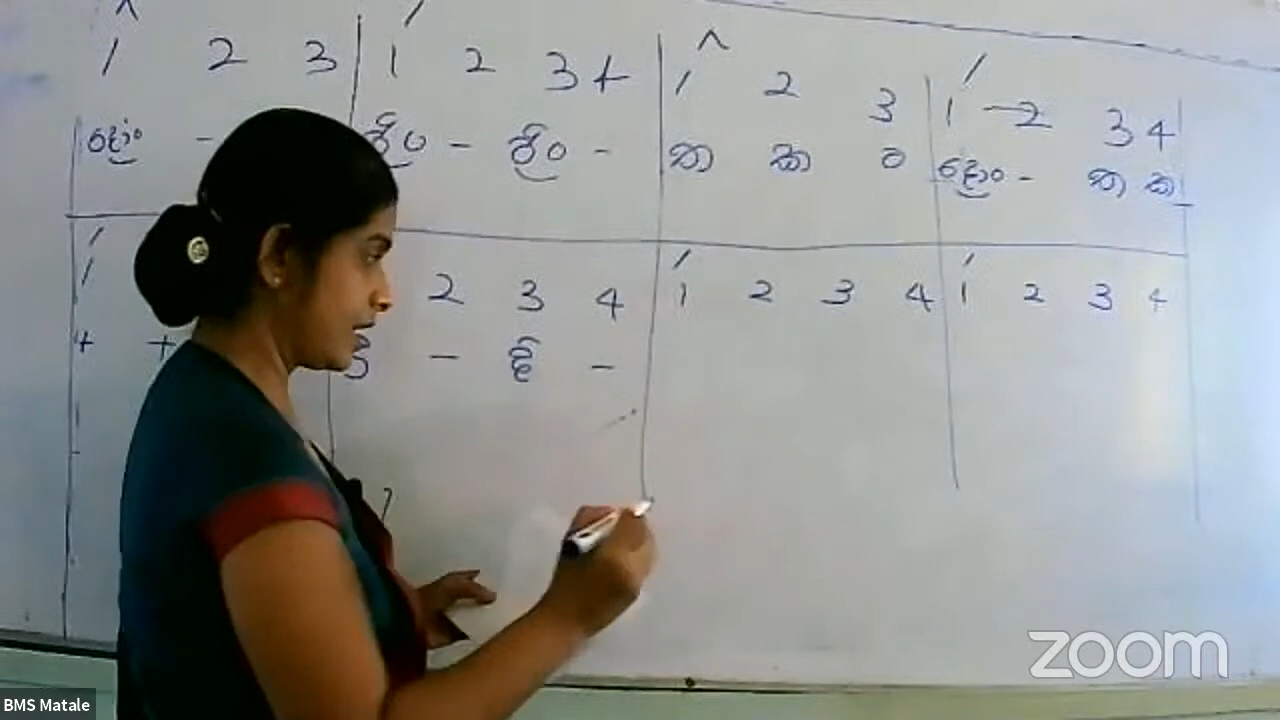 ^ /
1 2 3 | 1 2 3 4 | 1 2 3 | 1 2 3 4
දොං - ජිං - ජිං - | ත ක ට | දොං - ත ක
/ / /
1 2 3 4 | 1 2 3 4 | 1 2 3 4
+ + - දි -
zoom
BMS Matale